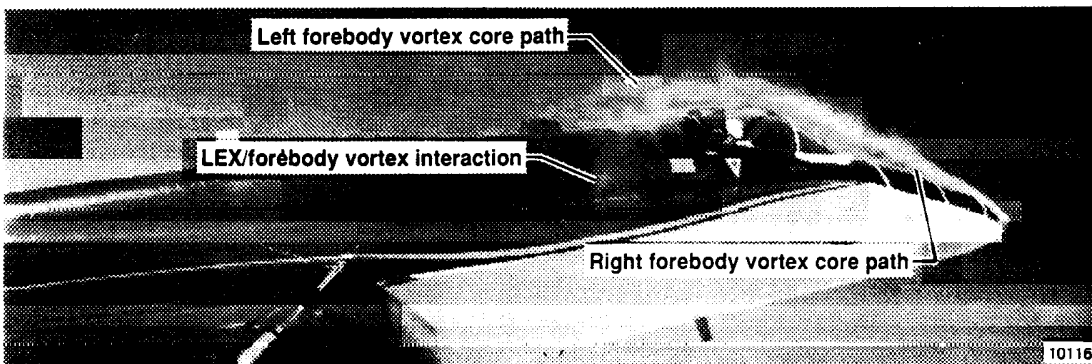 Left forebody vortex core path
LEX/forebody vortex interaction
Right forebody vortex core path
10116